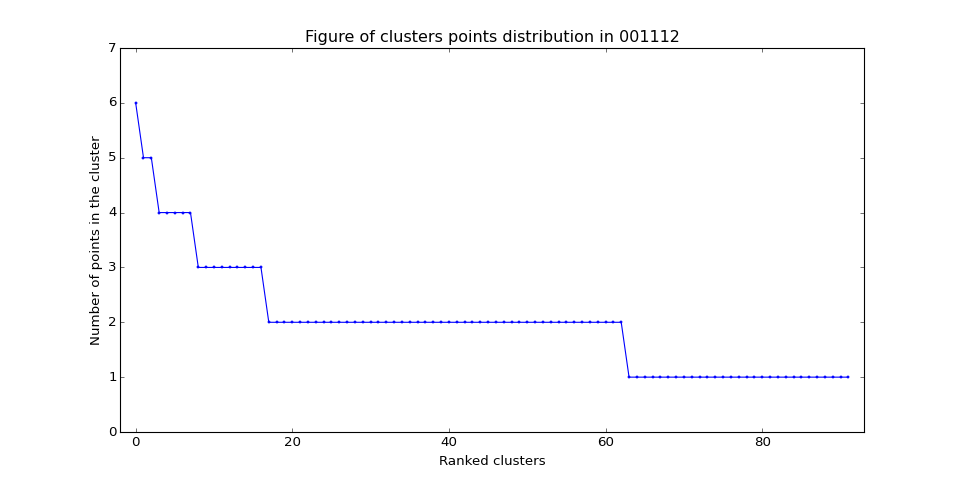 Figure of clusters points distribution in 001112
7
6
5
4
3
2
1
0
Number of points in the cluster
0 20 40 60 80
Ranked clusters